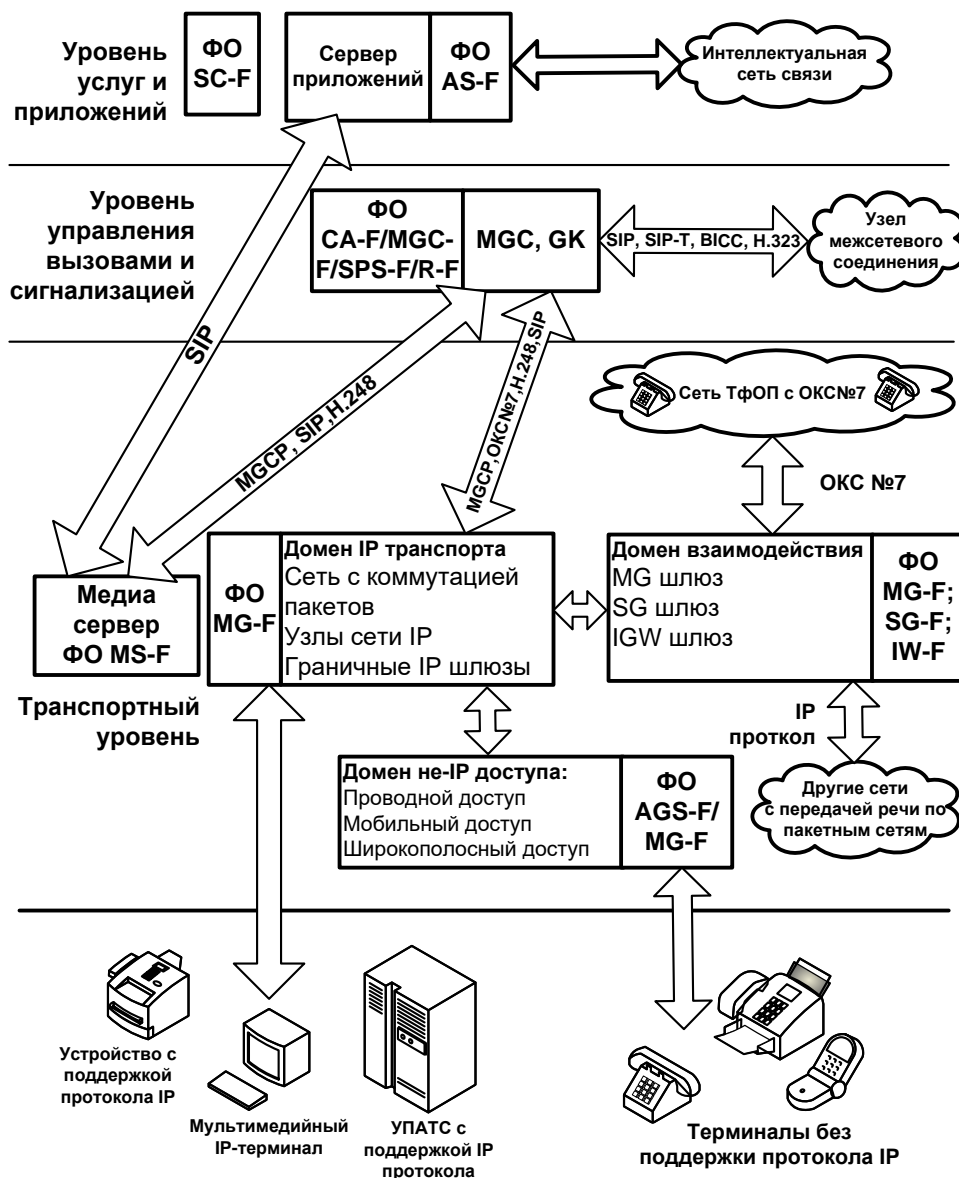 Уровень
услуг и
приложений
ФО
SC-F
Сервер
приложений
ФО
AS-F
Интеллектуальная
сеть связи
Уровень
управления
вызовами и
сигнализацией
ФО
CA-F/MGC-
F/SPS-F/R-F
MGC, GK
SIP, SIP-T, BICC, H.323
Узел
межсетевого
соединения
SIP
MGCP, SIP,H.248
MGCP,ОКС№7,H.248,SIP
Сеть ТфОП с ОКС№7
ОКС №7
Медиа
сервер
ФО MS-F
ФО
MG-F
Домен IP транспорта
Сеть с коммутацией
пакетов
Узлы сети IP
Граничные IP шлюзы
Домен взаимодействия
MG шлюз
SG шлюз
IGW шлюз
ФО
MG-F;
SG-F;
IW-F
Транспортный
уровень
IP
проткол
Домен не-IP доступа:
Проводной доступ
Мобильный доступ
Широкополосный доступ
ФО
AGS-F/
MG-F
Другие сети
с передачей речи по
пакетным сетям
Устройство с
поддержкой
протокола IP
Мультимедийный
IP-терминал
УПАТС с
поддержкой IP
протокола
Терминалы без
поддержки протокола IP